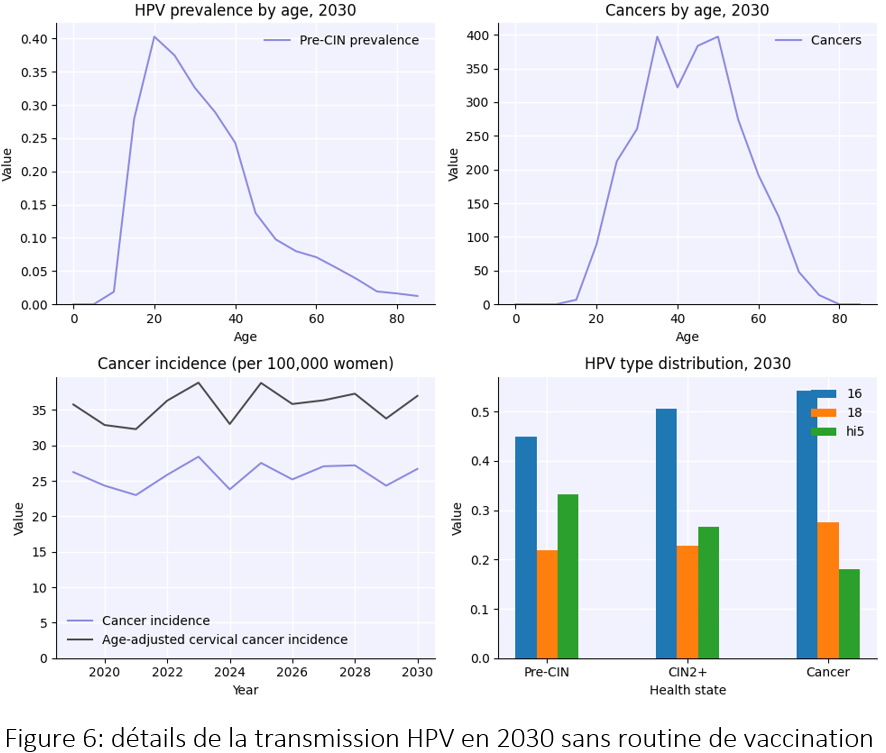 HPV prevalence by age, 2030
Pre-CIN prevalence
Value
0.40
0.35
0.30
0.25
0.20
0.15
0.10
0.05
0.00
0 20 40 60 80
Age
Cancers by age, 2030
Cancers
Value
400
350
300
250
200
150
100
50
0
0 20 40 60 80
Age
Cancer incidence (per 100,000 women)
Value
35
30
25
20
15
10
5
0
Cancer incidence
Age-adjusted cervical cancer incidence
2020 2022 2024 2026 2028 2030
Year
HPV type distribution, 2030
16
18
hi5
Value
0.5
0.4
0.3
0.2
0.1
0.0
Pre-CIN CIN2+ Cancer
Health state
Figure 6: détails de la transmission HPV en 2030 sans routine de vaccination